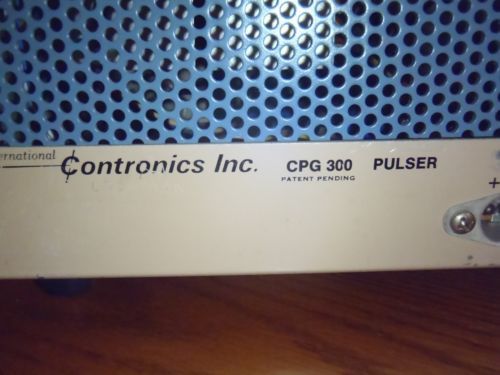 ernational
Contronics Inc. CPG 300 PULSER
PATENT PENDING
+